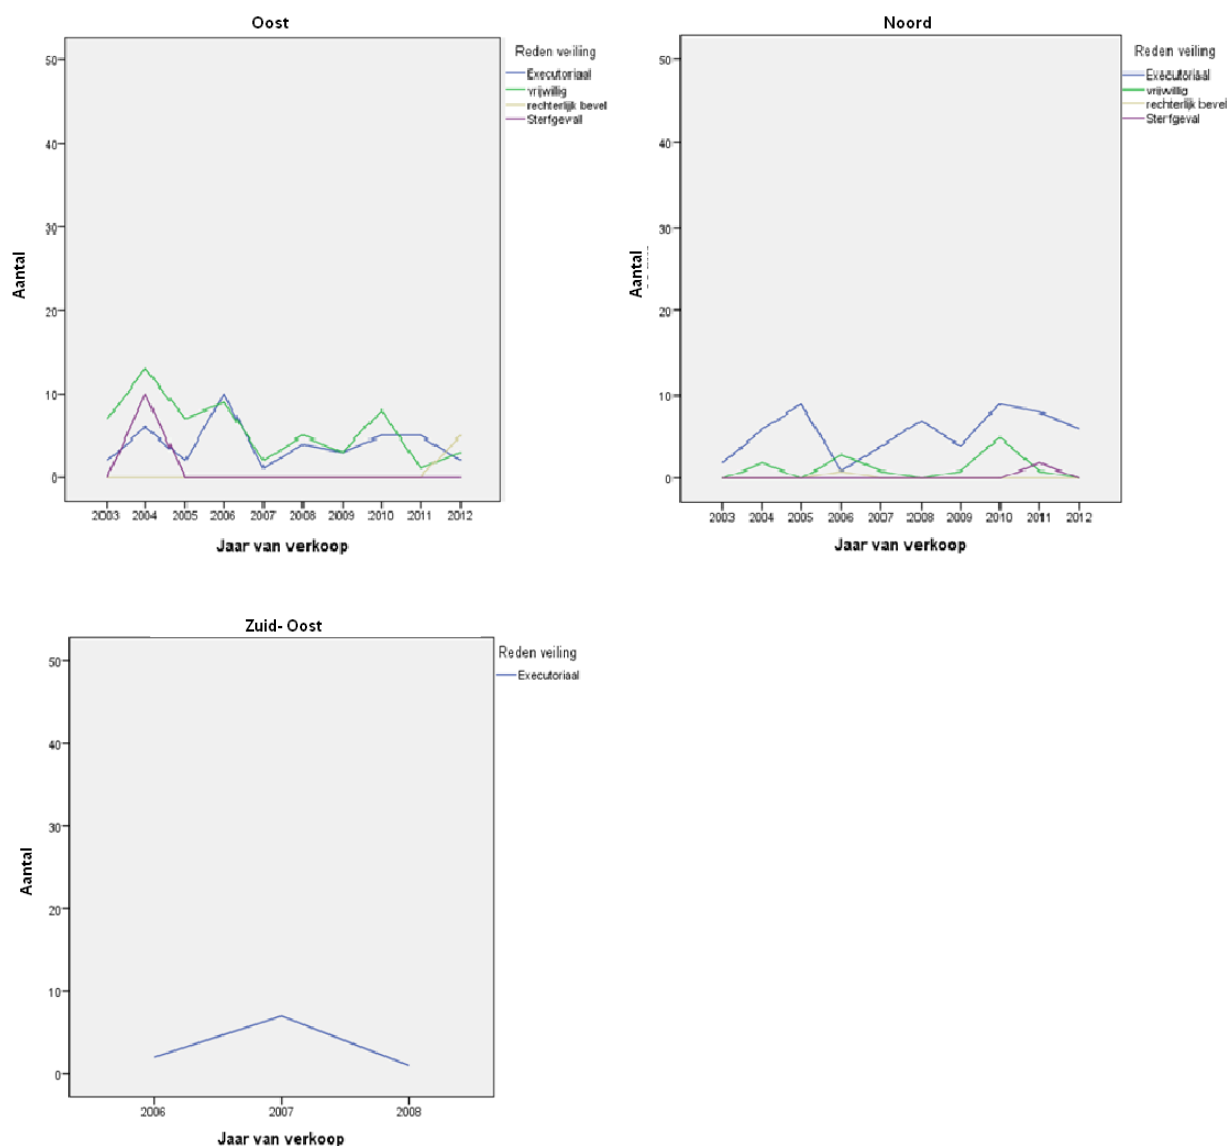 Oost
Reden veiling
Executoriaal
vrijwillig
rechterlijk bevel
Sterfgeval
Aantal
50
40
30
20
10
0
2003 2004 2005 2006 2007 2008 2009 2010 2011 2012
Jaar van verkoop
Noord
Reden veiling
Executoriaal
vrijwillig
rechterlijk bevel
Sterfgeval
Aantal
50
40
30
20
10
0
2003 2004 2005 2006 2007 2008 2009 2010 2011 2012
Jaar van verkoop
Zuid- Oost
Reden veiling
Executoriaal
Aantal
50
40
30
20
10
0
2006 2007 2008
Jaar van verkoop